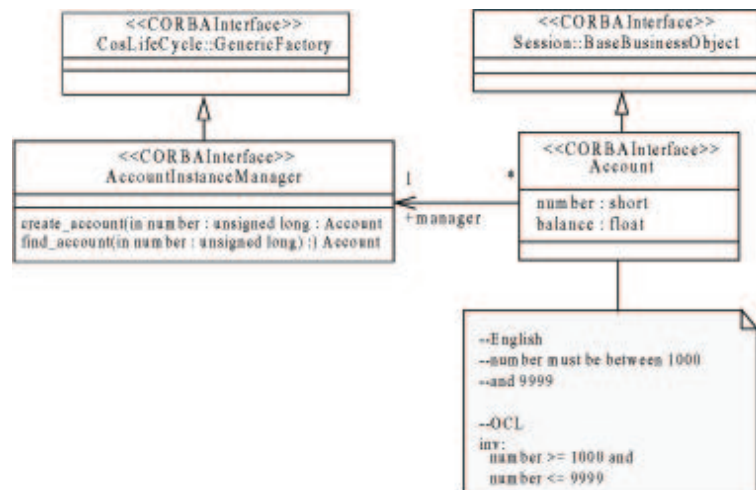 <<CORBAInterface>>
CosLifeCycle::GenericFactory
<<CORBAInterface>>
Session::BaseBusinessObject
<<CORBAInterface>>
AccountInstanceManager
create_account(in number : unsigned long : Account
find_account(in number : unsigned long) :) Account
1
*
+manager
<<CORBAInterface>>
Account
number : short
balance : float
--English
--number must be between 1000
--and 9999
--OCL
inv:
number >= 1000 and
number <= 9999